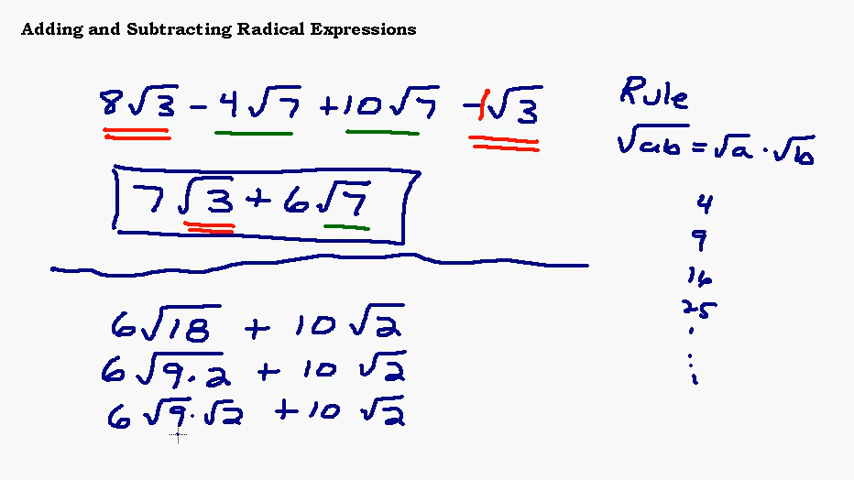 Adding and Subtracting Radical Expressions
8√3 - 4√7 + 10√7 - 1√3
7√3 + 6√7
6√18 + 10√2
6√9·2 + 10√2
6√9·√2 + 10√2
Rule
√ab = √a · √b
4
9
16
25